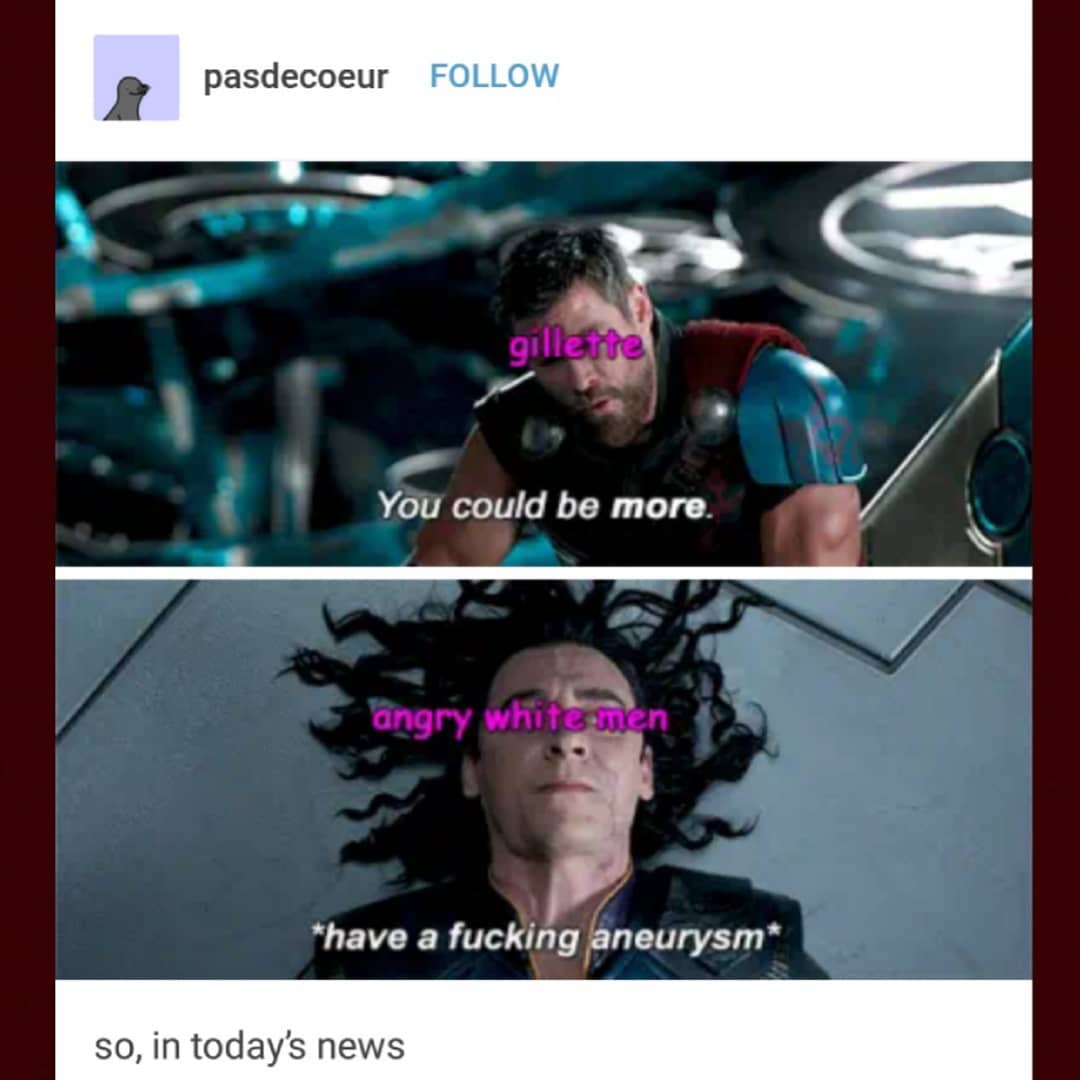 pasdecoeur FOLLOW
gillette
You could be more.
angry white men
*have a fucking aneurysm*
so, in today's news